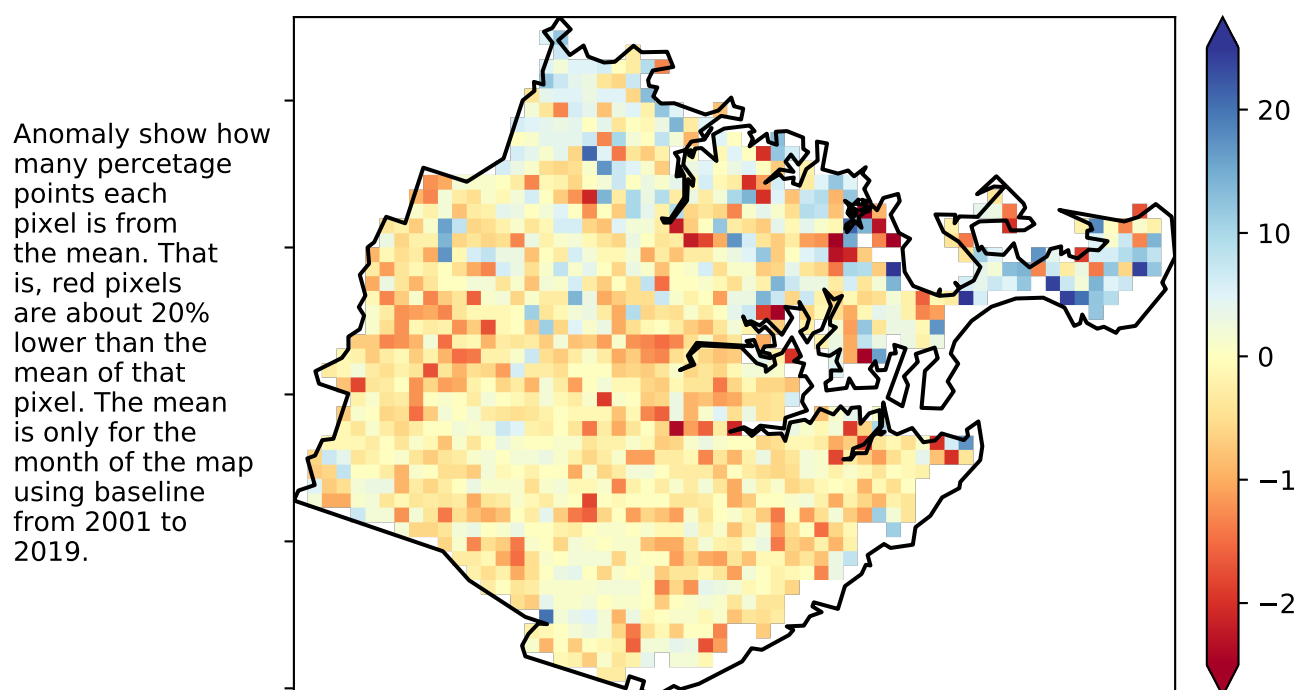 Anomaly show how
many percetage
points each
pixel is from
the mean. That
is, red pixels
are about 20%
lower than the
mean of that
pixel. The mean
is only for the
month of the map
using baseline
from 2001 to
2019.
20
10
0
−1
−2